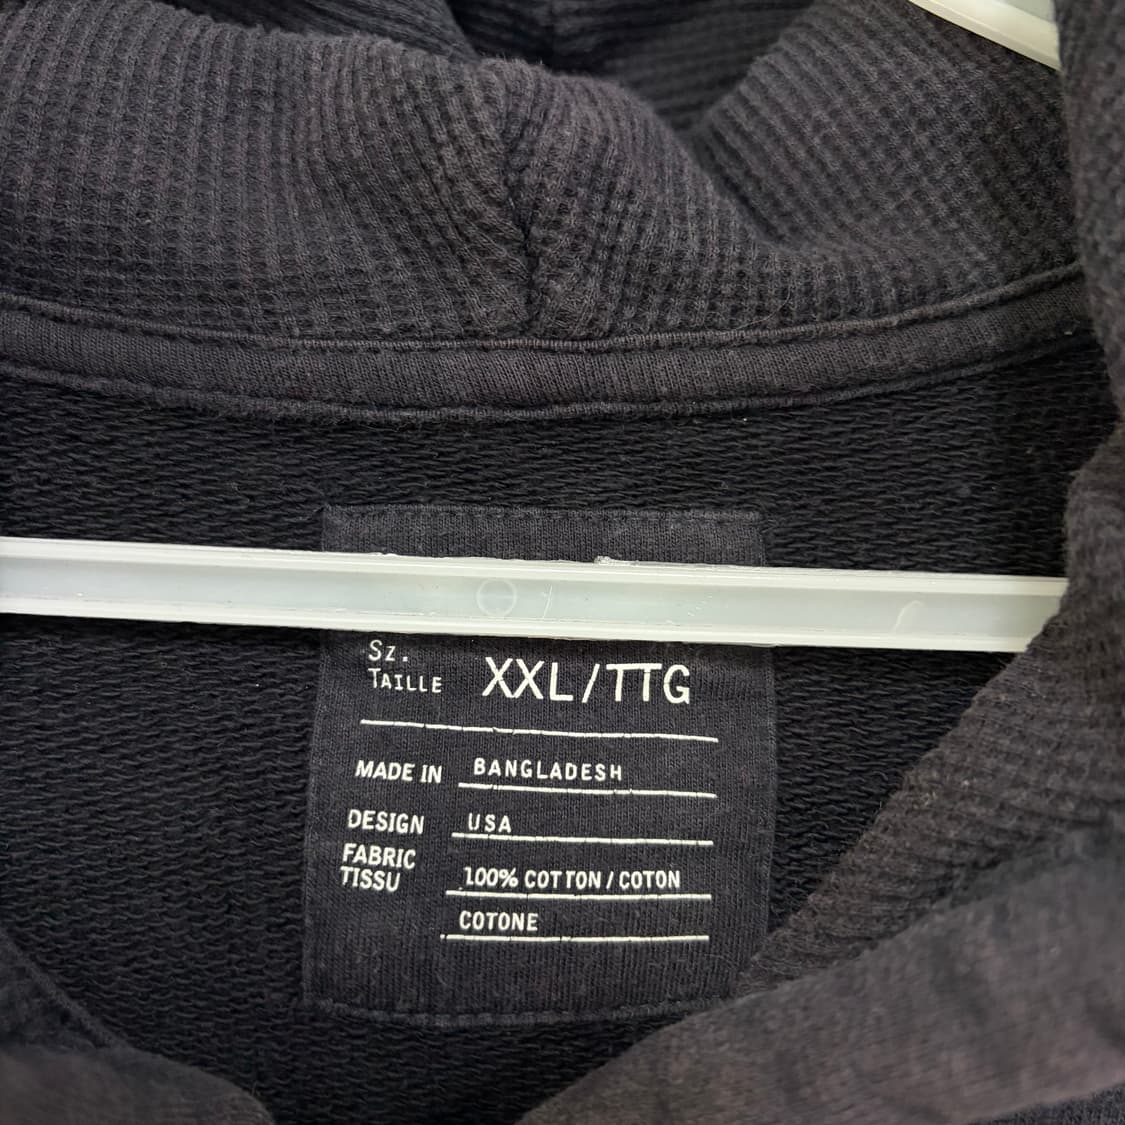 Sz.
TAILLE XXL/TTG
MADE IN BANGLADESH
DESIGN USA
FABRIC
TISSU 100% COTTON / COTON
COTONE